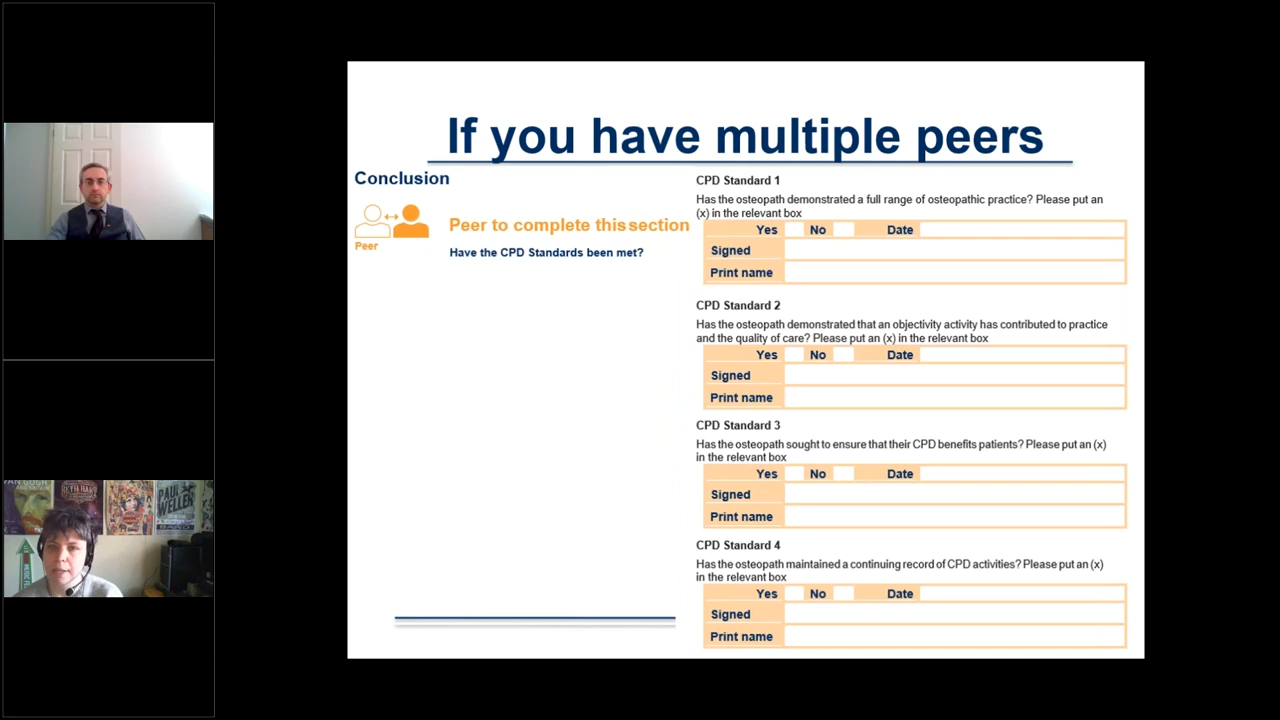 If you have multiple peers
Conclusion
Peer
Peer to complete this section
Have the CPD Standards been met?
CPD Standard 1
Has the osteopath demonstrated a full range of osteopathic practice? Please put an
(x) in the relevant box
Yes No Date
Signed
Print name
CPD Standard 2
Has the osteopath demonstrated that an objectivity activity has contributed to practice
and the quality of care? Please put an (x) in the relevant box
Yes No Date
Signed
Print name
CPD Standard 3
Has the osteopath sought to ensure that their CPD benefits patients? Please put an (x)
in the relevant box
Yes No Date
Signed
Print name
CPD Standard 4
Has the osteopath maintained a continuing record of CPD activities? Please put an (x)
in the relevant box
Yes No Date
Signed
Print name
VAN GOGH
BETH HART
PAUL
WELLER